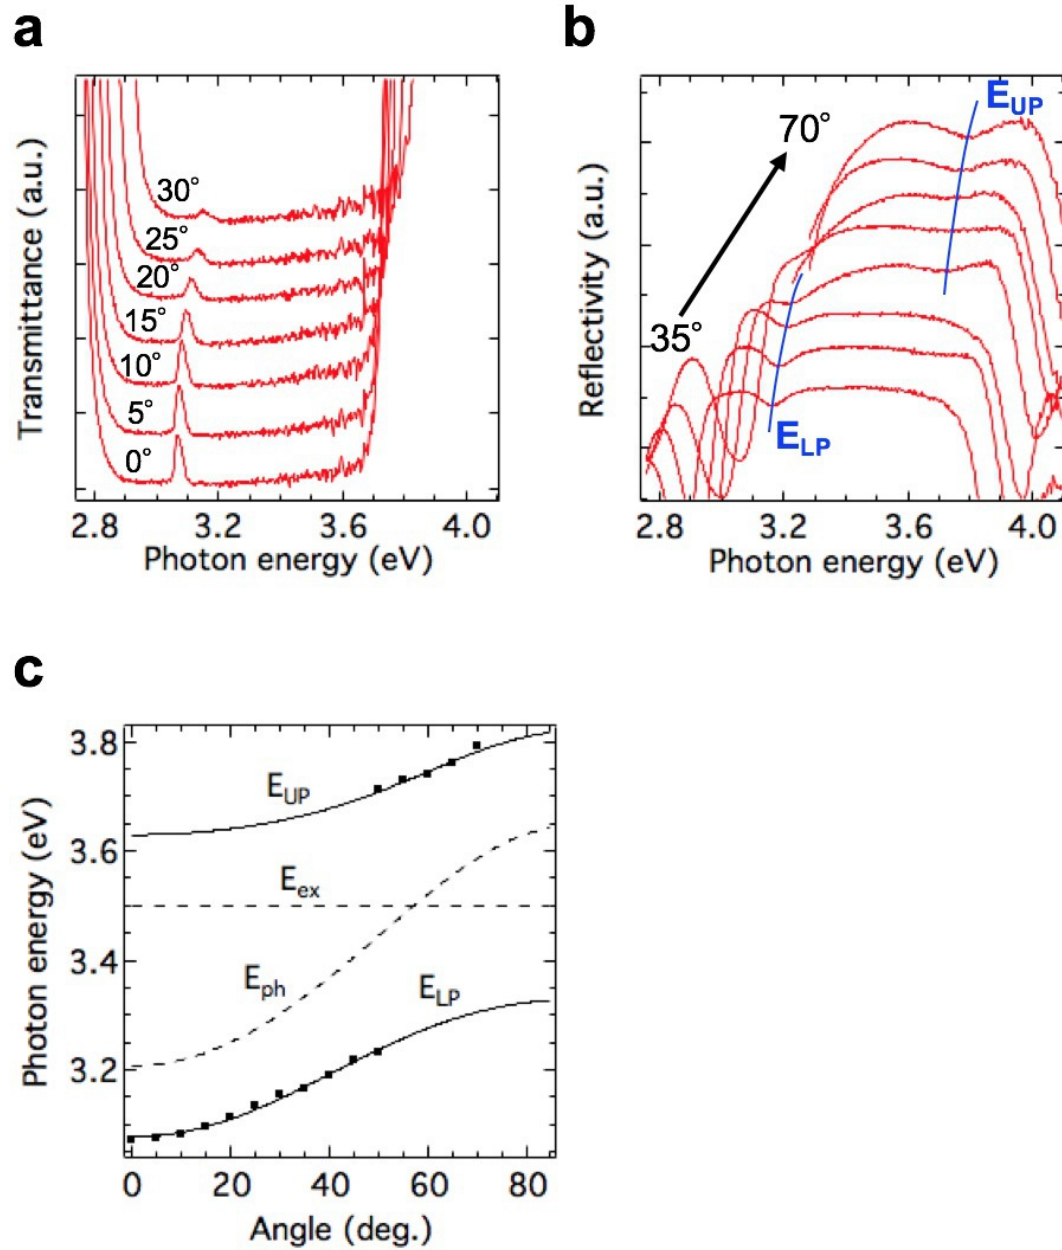 a
Transmittance (a.u.)
30°
25°
20°
15°
10°
5°
0°
2.8 3.2 3.6 4.0
Photon energy (eV)
b
Reflectivity (a.u.)
E_UP
70°
35°
E_LP
2.8 3.2 3.6 4.0
Photon energy (eV)
c
Photon energy (eV)
3.8
3.6
3.4
3.2
E_UP
E_ex
E_ph
E_LP
0 20 40 60 80
Angle (deg.)